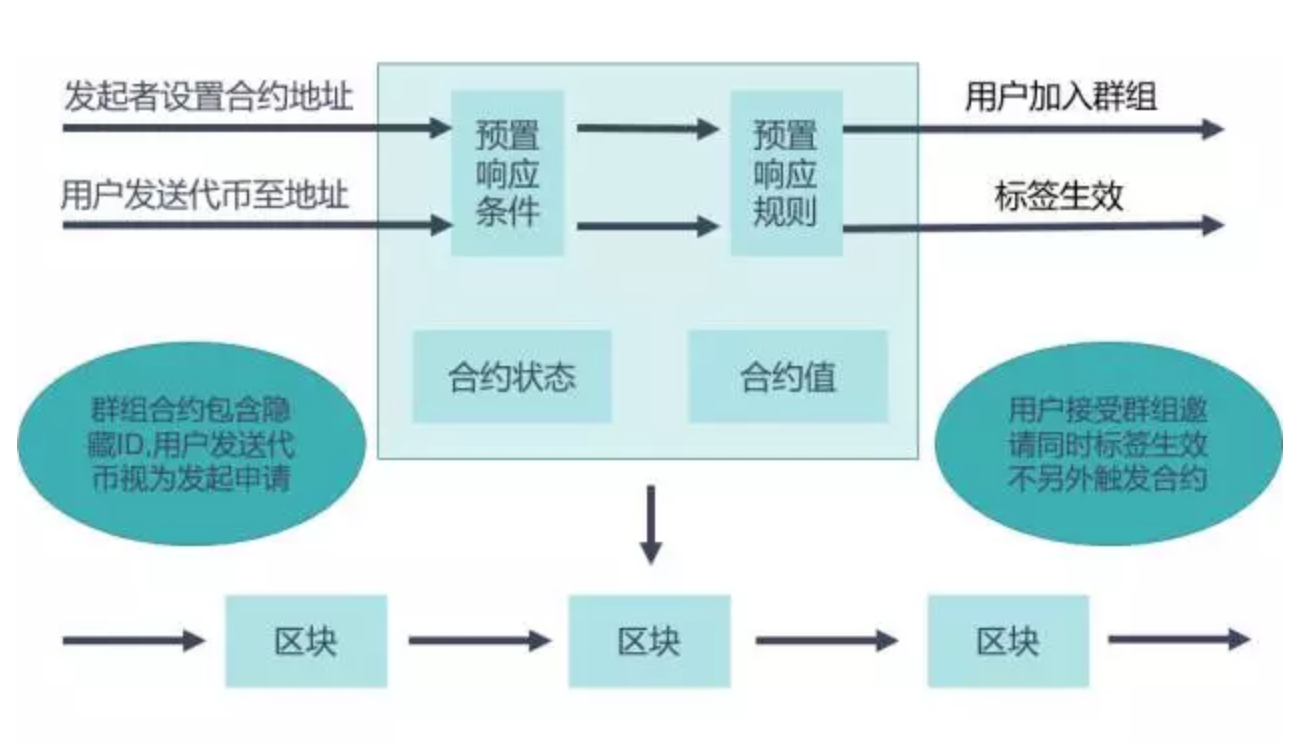 发起者设置合约地址
用户发送代币至地址
预置
响应
条件
预置
响应
规则
用户加入群组
标签生效
合约状态
合约值
群组合约包含隐
藏ID,用户发送代
币视为发起申请
用户接受群组邀
请同时标签生效
不另外触发合约
区块
区块
区块